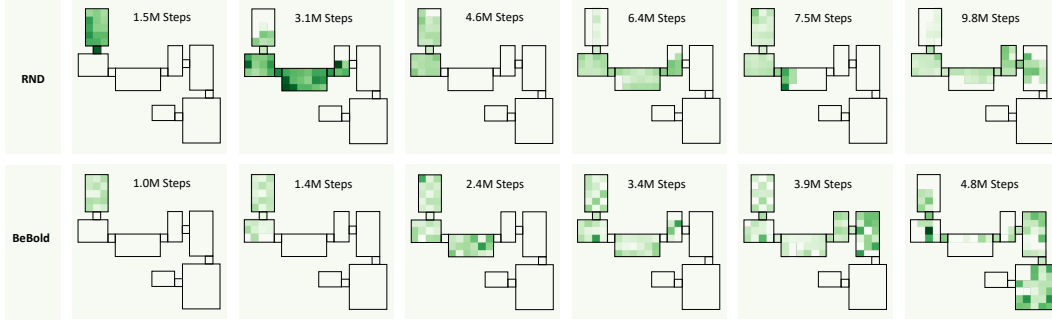 RND
1.5M Steps
3.1M Steps
4.6M Steps
6.4M Steps
7.5M Steps
9.8M Steps
BeBold
1.0M Steps
1.4M Steps
2.4M Steps
3.4M Steps
3.9M Steps
4.8M Steps